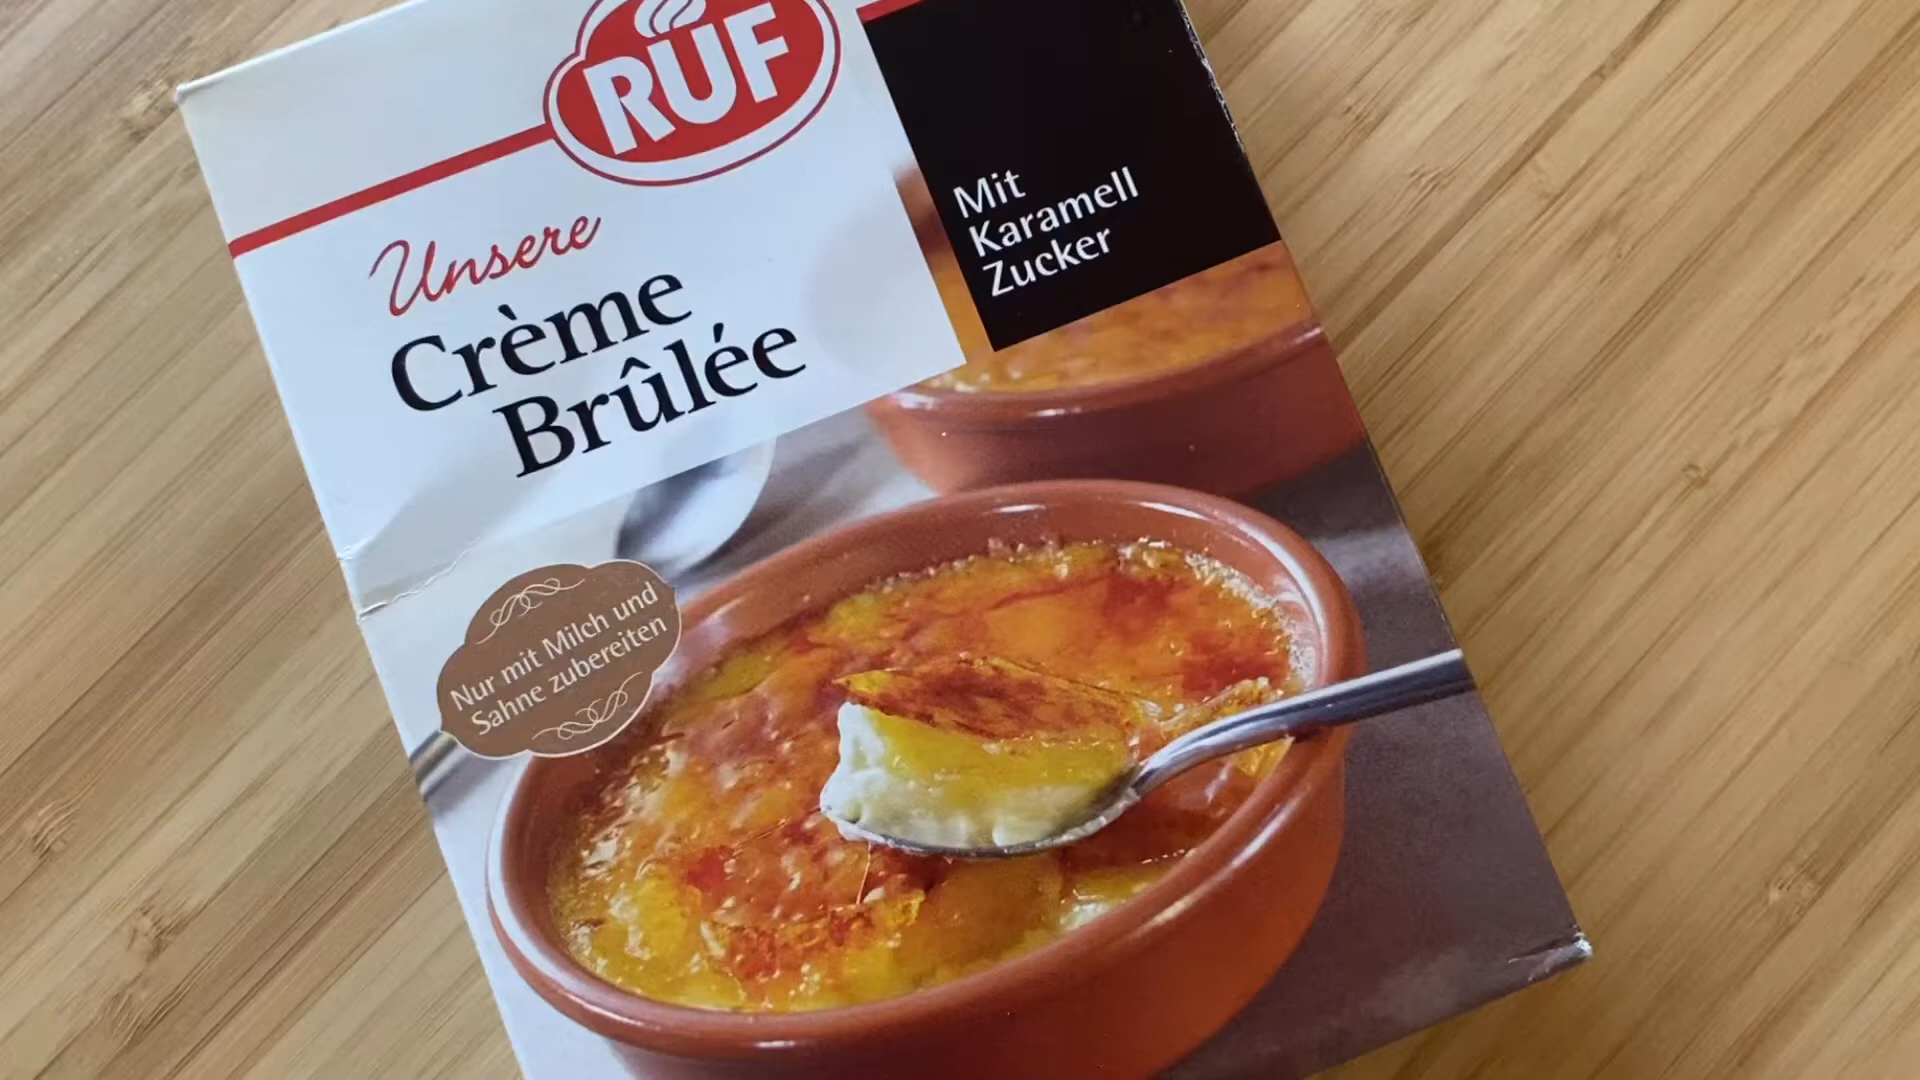 RUF
Mit
Karamell
Zucker
Unsere
Crème
Brûlée
Nur mit Milch und
Sahne zubereiten